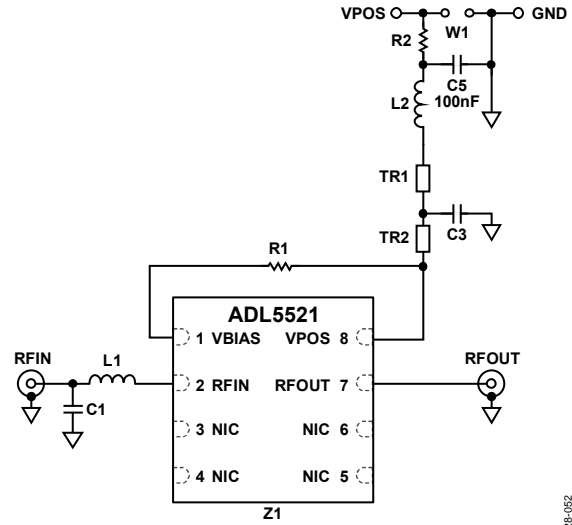 VPOS
W1
GND
R2
C5
L2
100nF
TR1
TR2
C3
R1
ADL5521
1 VBIAS
VPOS 8
RFIN
L1
RFOUT
2 RFIN
RFOUT 7
C1
3 NIC
NIC 6
4 NIC
NIC 5
Z1